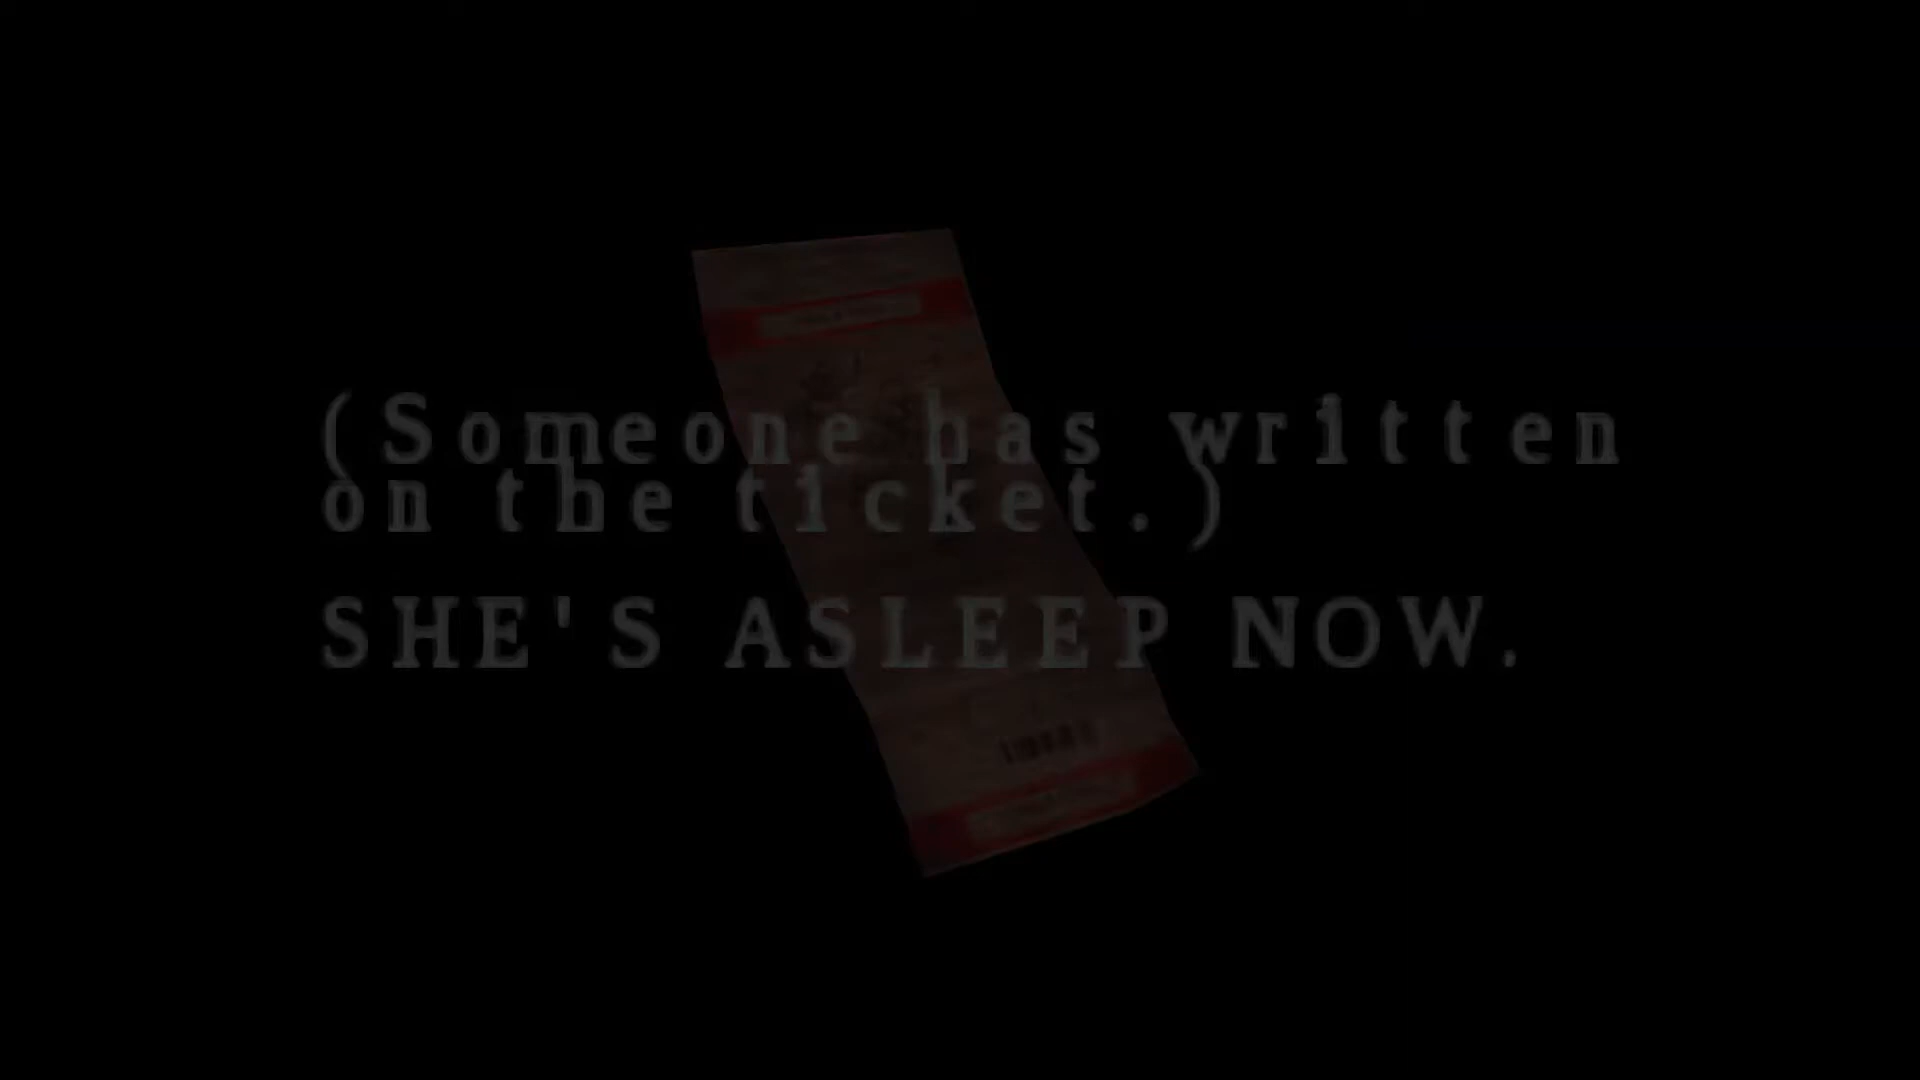 (Someone has written
on the ticket.)
SHE'S ASLEEP NOW.